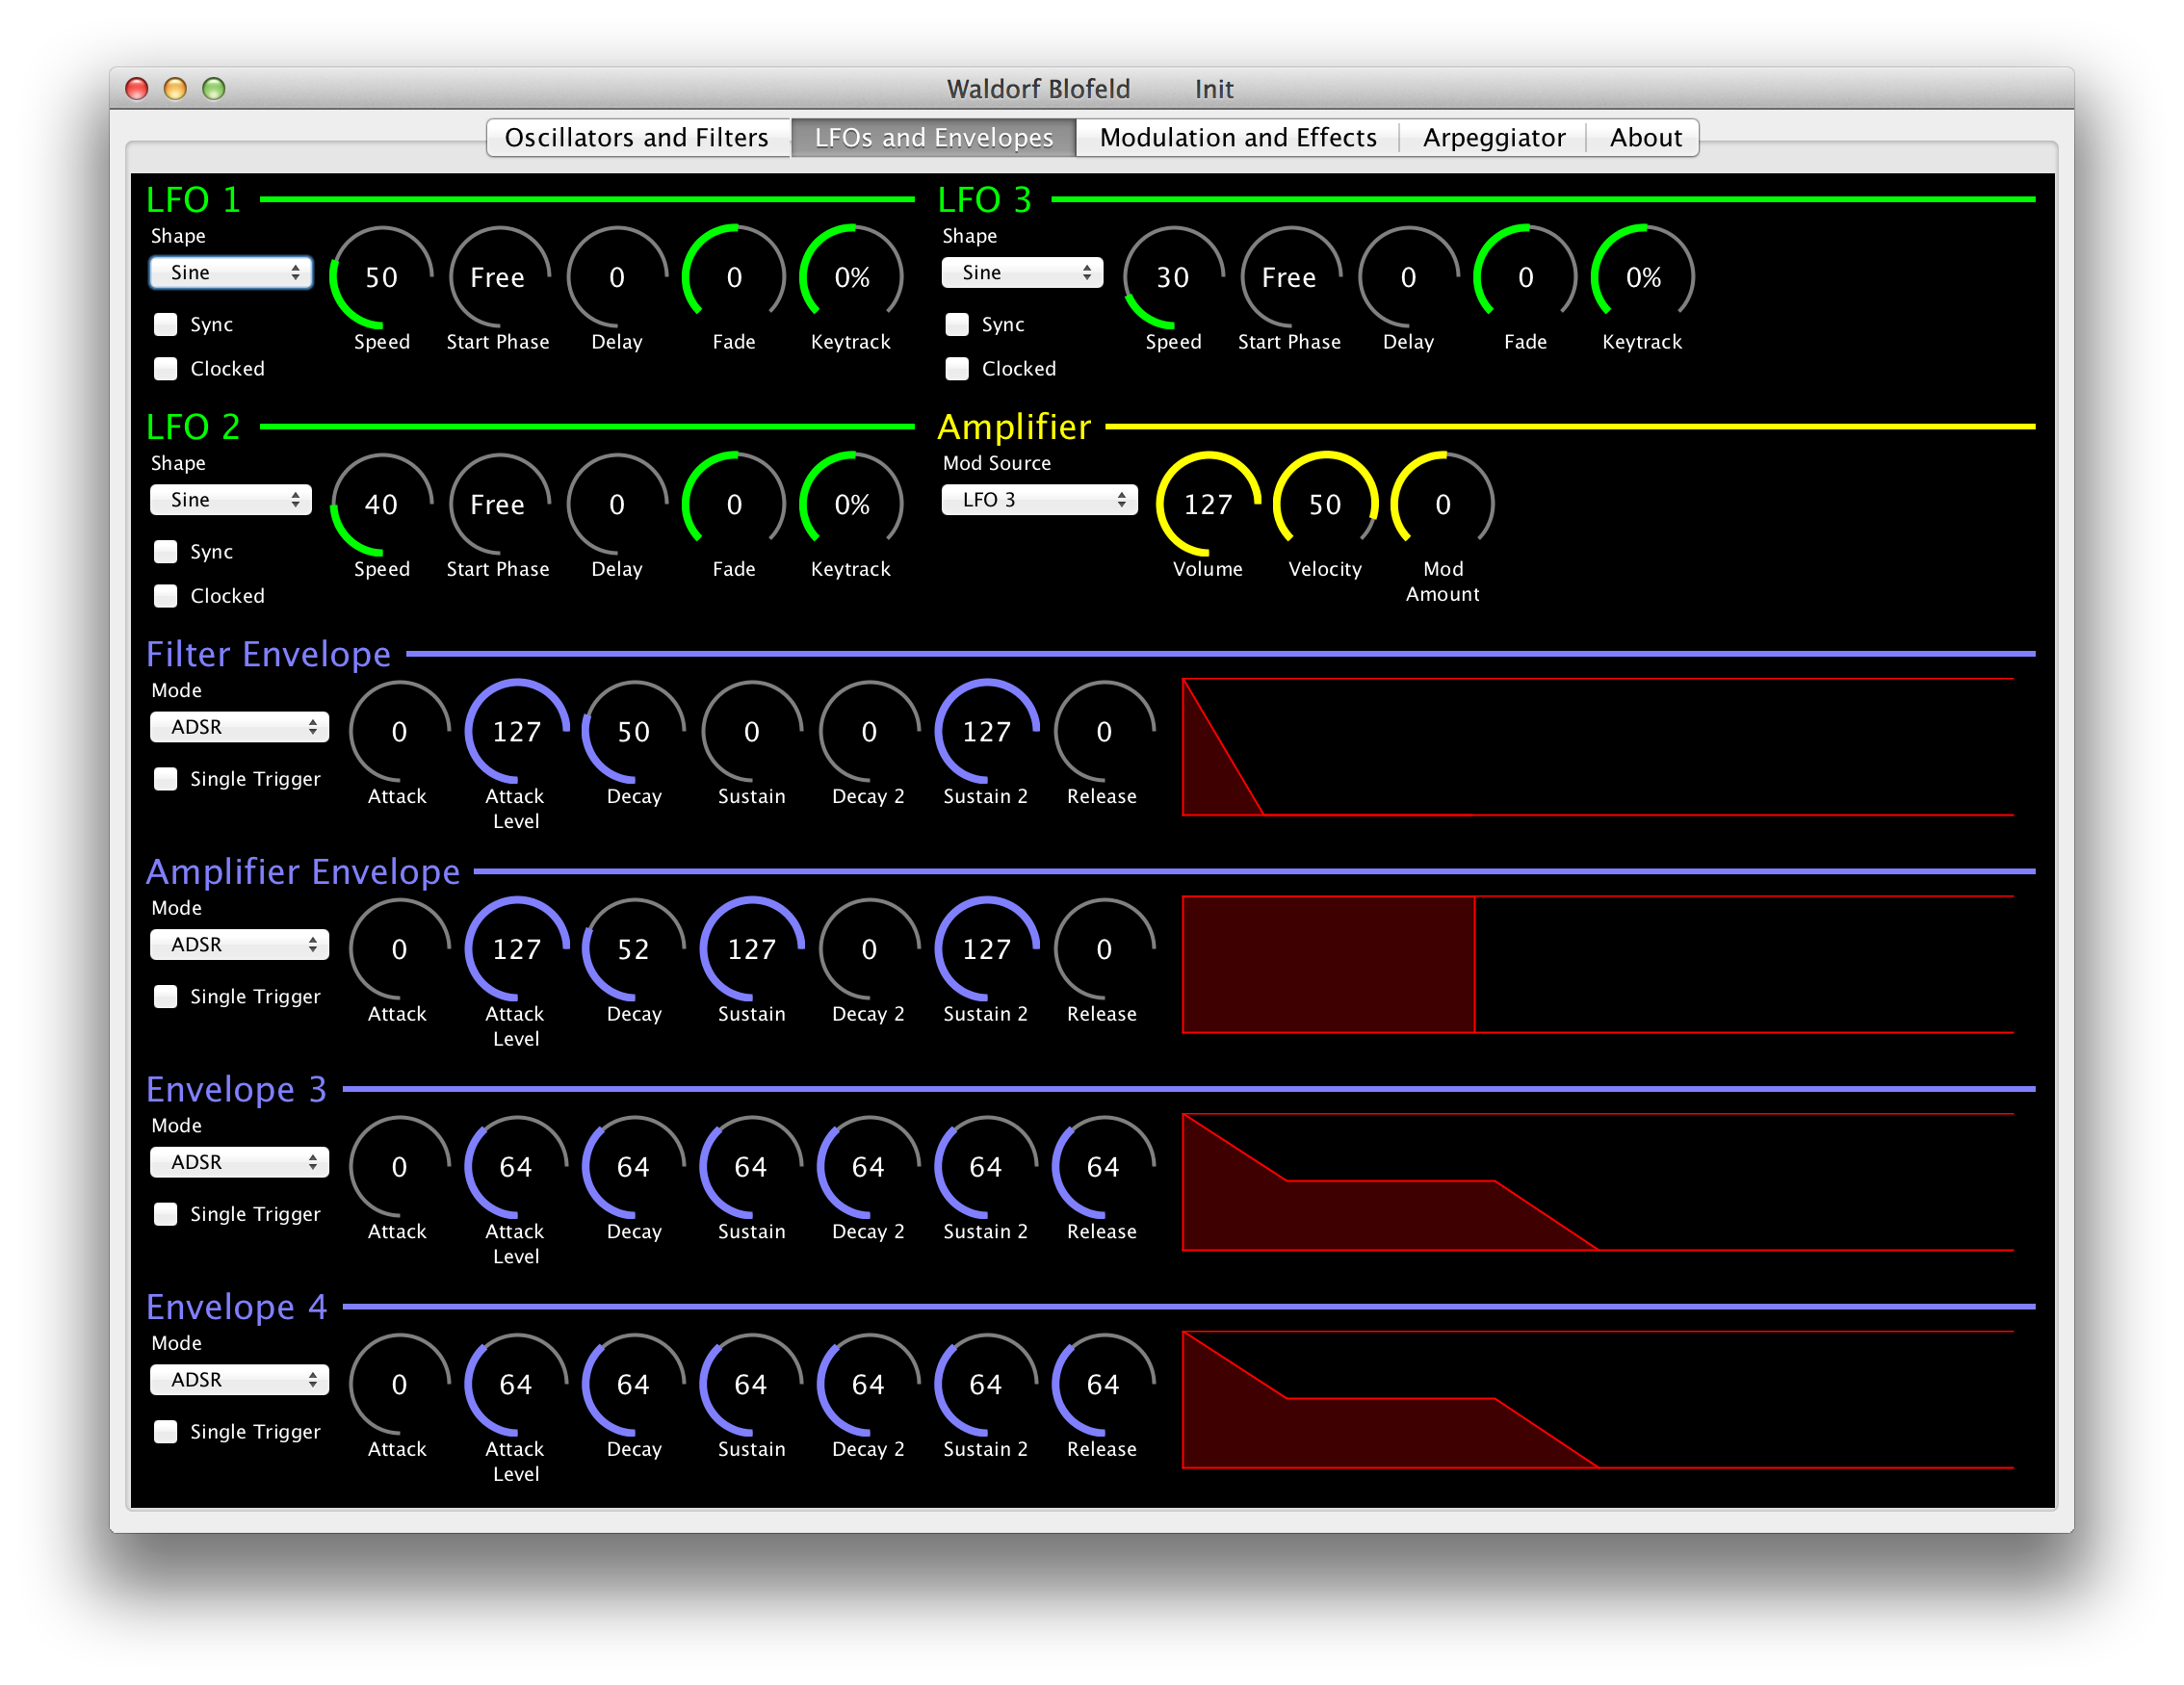 Waldorf Blofeld Init
Oscillators and Filters LFOs and Envelopes Modulation and Effects Arpeggiator About
LFO 1
Shape
Sine
Sync
Clocked
50 Free 0 0 0%
Speed Start Phase Delay Fade Keytrack
LFO 3
Shape
Sine
Sync
Clocked
30 Free 0 0 0%
Speed Start Phase Delay Fade Keytrack
LFO 2
Shape
Sine
Sync
Clocked
40 Free 0 0 0%
Speed Start Phase Delay Fade Keytrack
Amplifier
Mod Source
LFO 3
127 50 0
Volume Velocity Mod
Amount
Filter Envelope
Mode
ADSR
Single Trigger
0 127 50 0 0 127 0
Attack Attack Decay Sustain Decay 2 Sustain 2 Release
Level
Amplifier Envelope
Mode
ADSR
Single Trigger
0 127 52 127 0 127 0
Attack Attack Decay Sustain Decay 2 Sustain 2 Release
Level
Envelope 3
Mode
ADSR
Single Trigger
0 64 64 64 64 64 64
Attack Attack Decay Sustain Decay 2 Sustain 2 Release
Level
Envelope 4
Mode
ADSR
Single Trigger
0 64 64 64 64 64 64
Attack Attack Decay Sustain Decay 2 Sustain 2 Release
Level